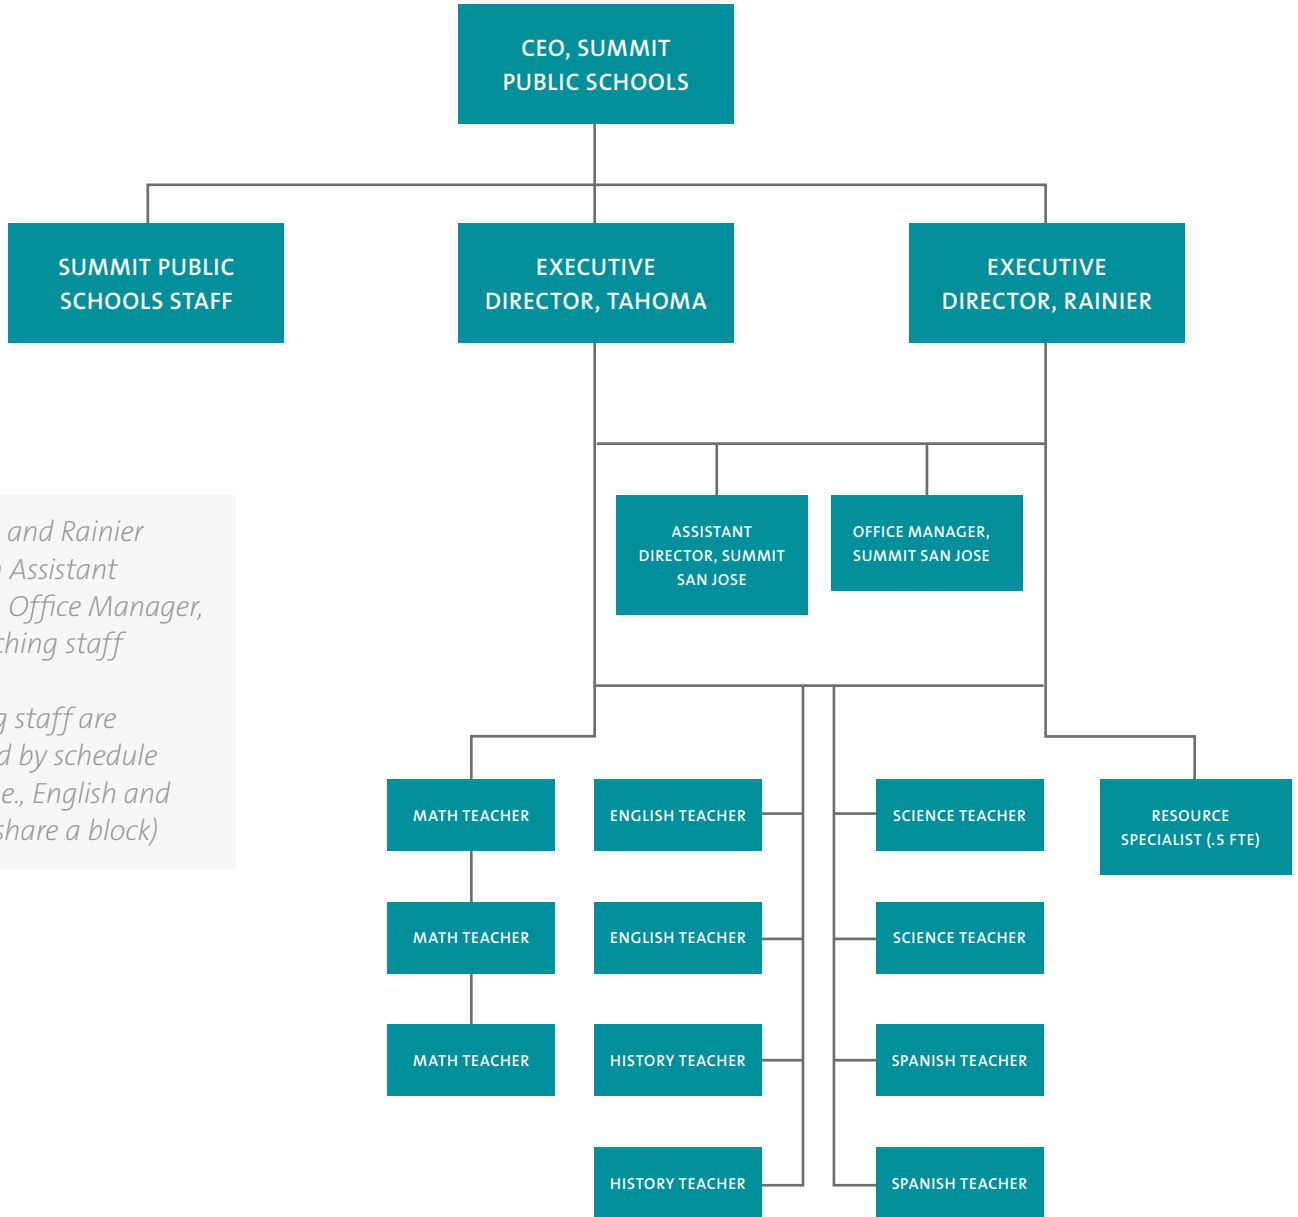 CEO, SUMMIT
PUBLIC SCHOOLS
SUMMIT PUBLIC
SCHOOLS STAFF
EXECUTIVE
DIRECTOR, TAHOMA
EXECUTIVE
DIRECTOR, RAINIER
and Rainier
Assistant
Office Manager,
ching staff
g staff are
d by schedule
e., English and
share a block)
ASSISTANT
DIRECTOR, SUMMIT
SAN JOSE
OFFICE MANAGER,
SUMMIT SAN JOSE
MATH TEACHER
ENGLISH TEACHER
SCIENCE TEACHER
RESOURCE
SPECIALIST (.5 FTE)
MATH TEACHER
ENGLISH TEACHER
SCIENCE TEACHER
MATH TEACHER
HISTORY TEACHER
SPANISH TEACHER
HISTORY TEACHER
SPANISH TEACHER